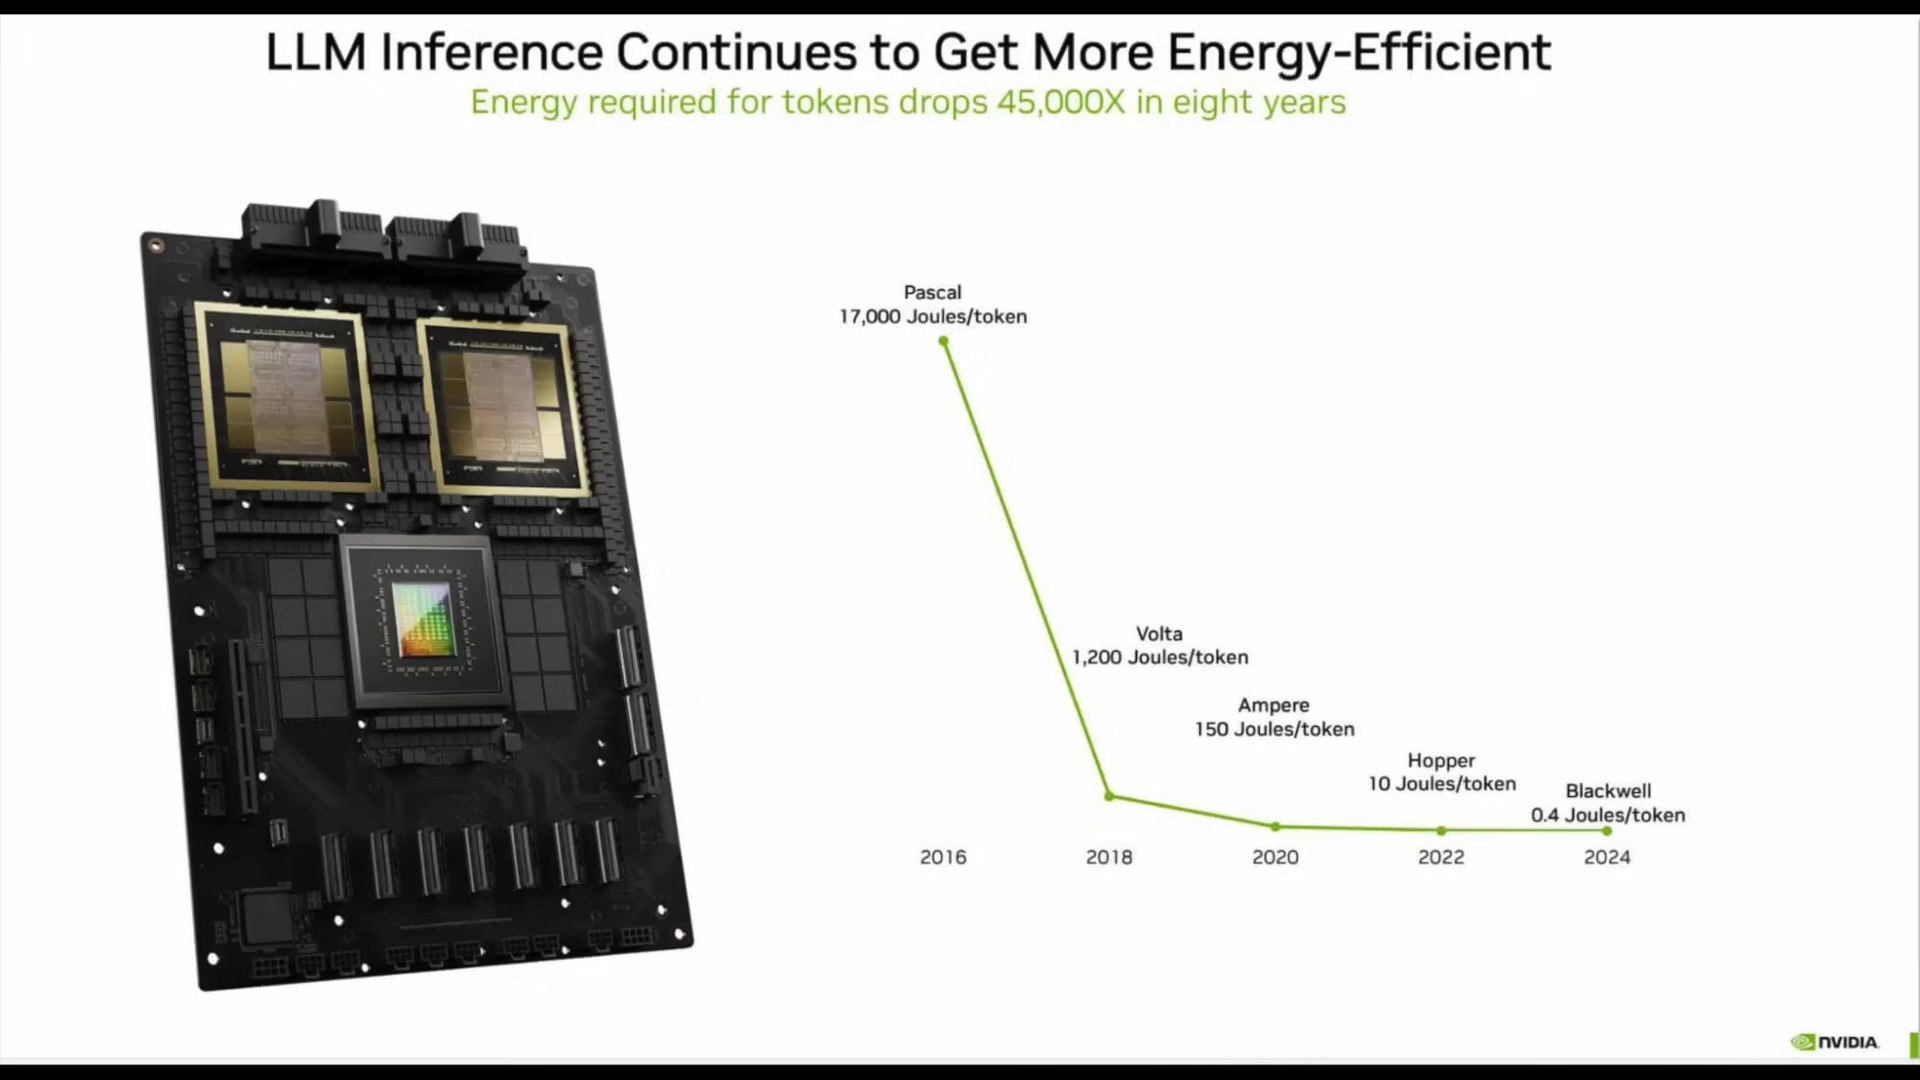 LLM Inference Continues to Get More Energy-Efficient
Energy required for tokens drops 45,000X in eight years
Pascal
17,000 Joules/token
Volta
1,200 Joules/token
Ampere
150 Joules/token
Hopper
10 Joules/token
Blackwell
0.4 Joules/token
2016
2018
2020
2022
2024
NVIDIA.